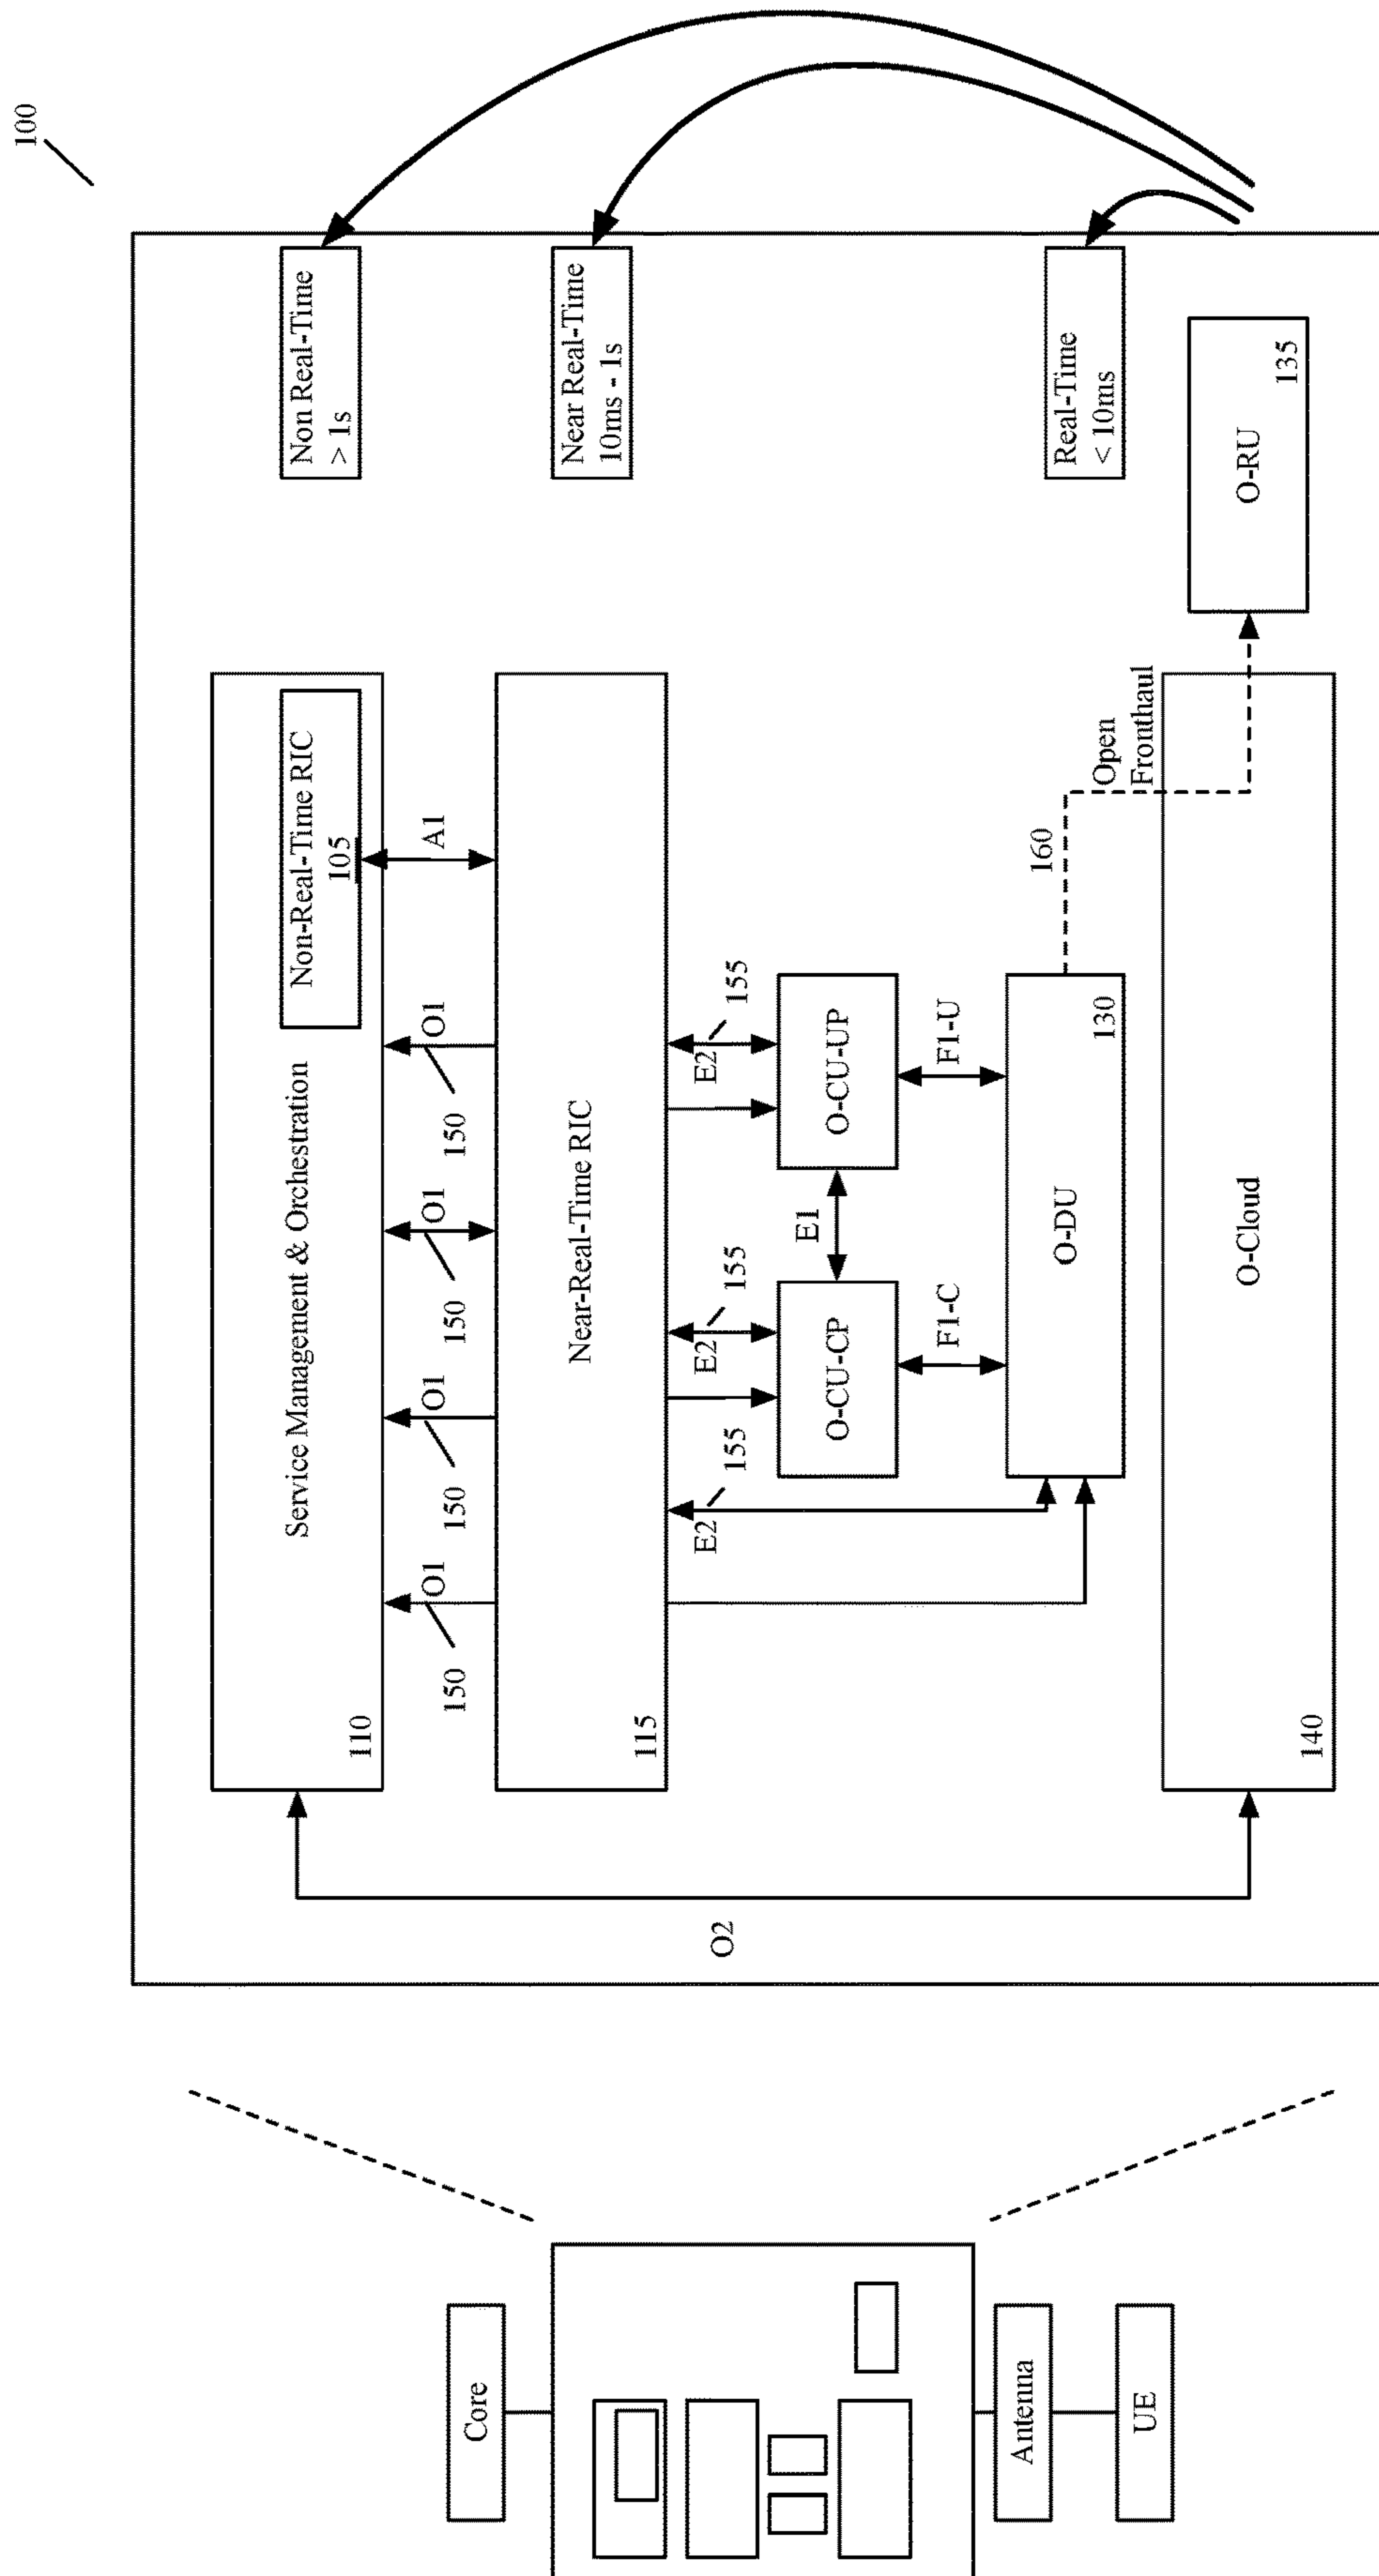 100
Core
Antenna
UE
O2
Service Management & Orchestration
110
Non-Real-Time RIC
105
O1
150
O1
150
O1
150
O1
150
A1
Near-Real-Time RIC
115
E2
155
E2
155
E2
155
O-CU-CP
E1
O-CU-UP
F1-C
F1-U
O-DU
130
160
Open
Fronthaul
O-Cloud
140
O-RU
135
Non Real-Time
> 1s
Near Real-Time
10ms - 1s
Real-Time
< 10ms